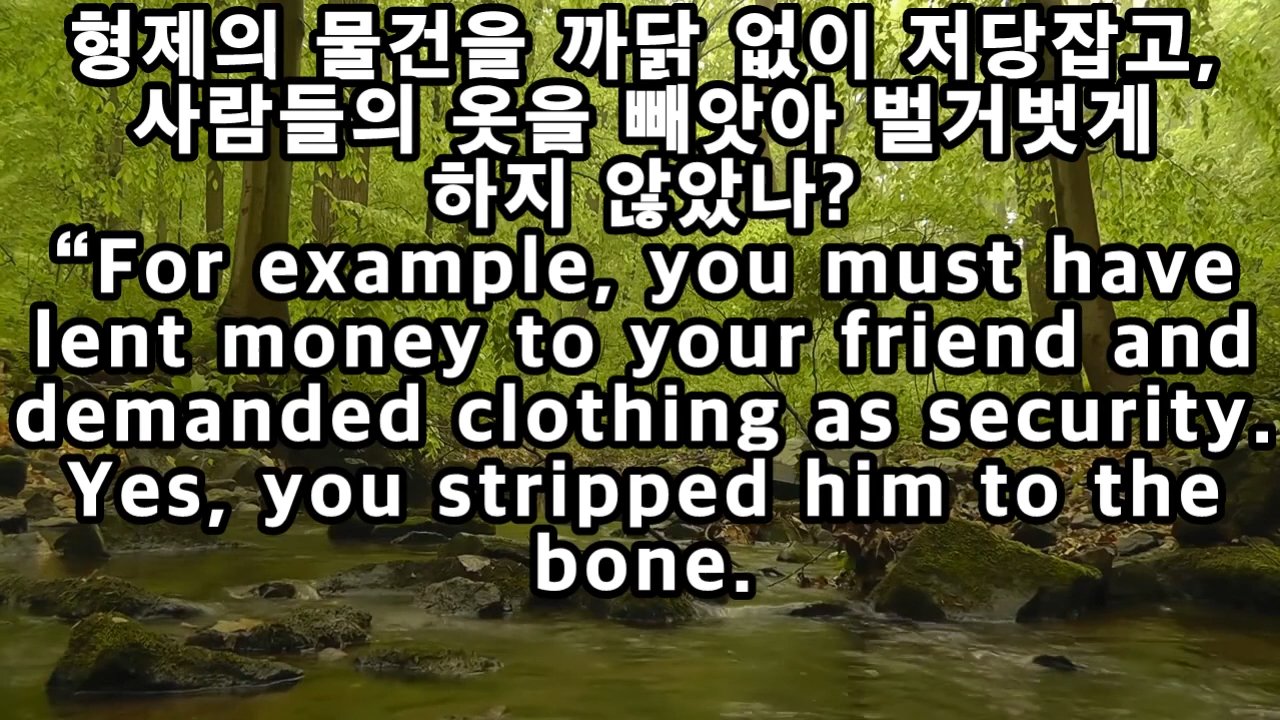 형제의 물건을 까닭 없이 저당잡고,
사람들의 옷을 빼앗아 벌거벗게
하지 않았나?
“For example, you must have
lent money to your friend and
demanded clothing as security.
Yes, you stripped him to the
bone.